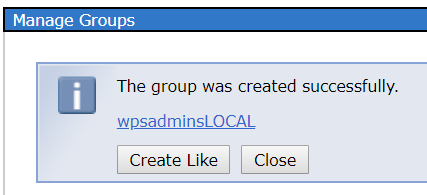 Manage Groups
The group was created successfully.
wpsadminsLOCAL
Create Like Close